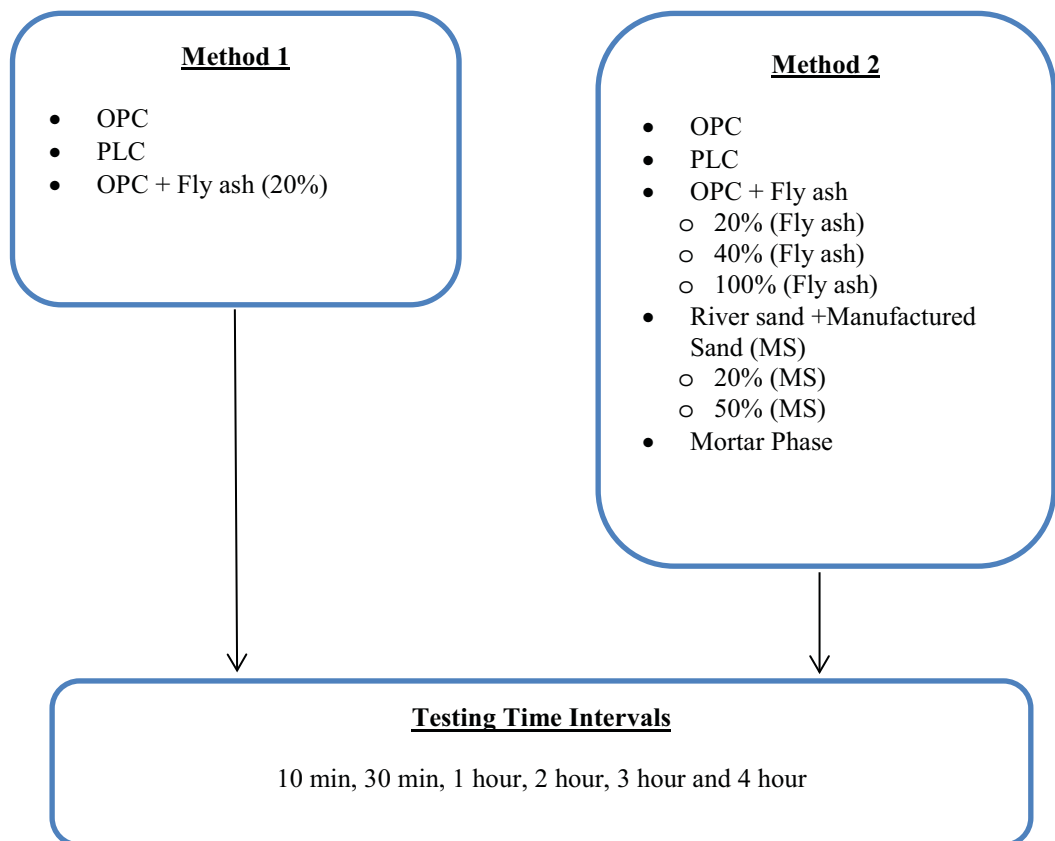 Method 1
• OPC
• PLC
• OPC + Fly ash (20%)
Method 2
• OPC
• PLC
• OPC + Fly ash
o 20% (Fly ash)
o 40% (Fly ash)
o 100% (Fly ash)
• River sand +Manufactured
Sand (MS)
o 20% (MS)
o 50% (MS)
• Mortar Phase
Testing Time Intervals
10 min, 30 min, 1 hour, 2 hour, 3 hour and 4 hour